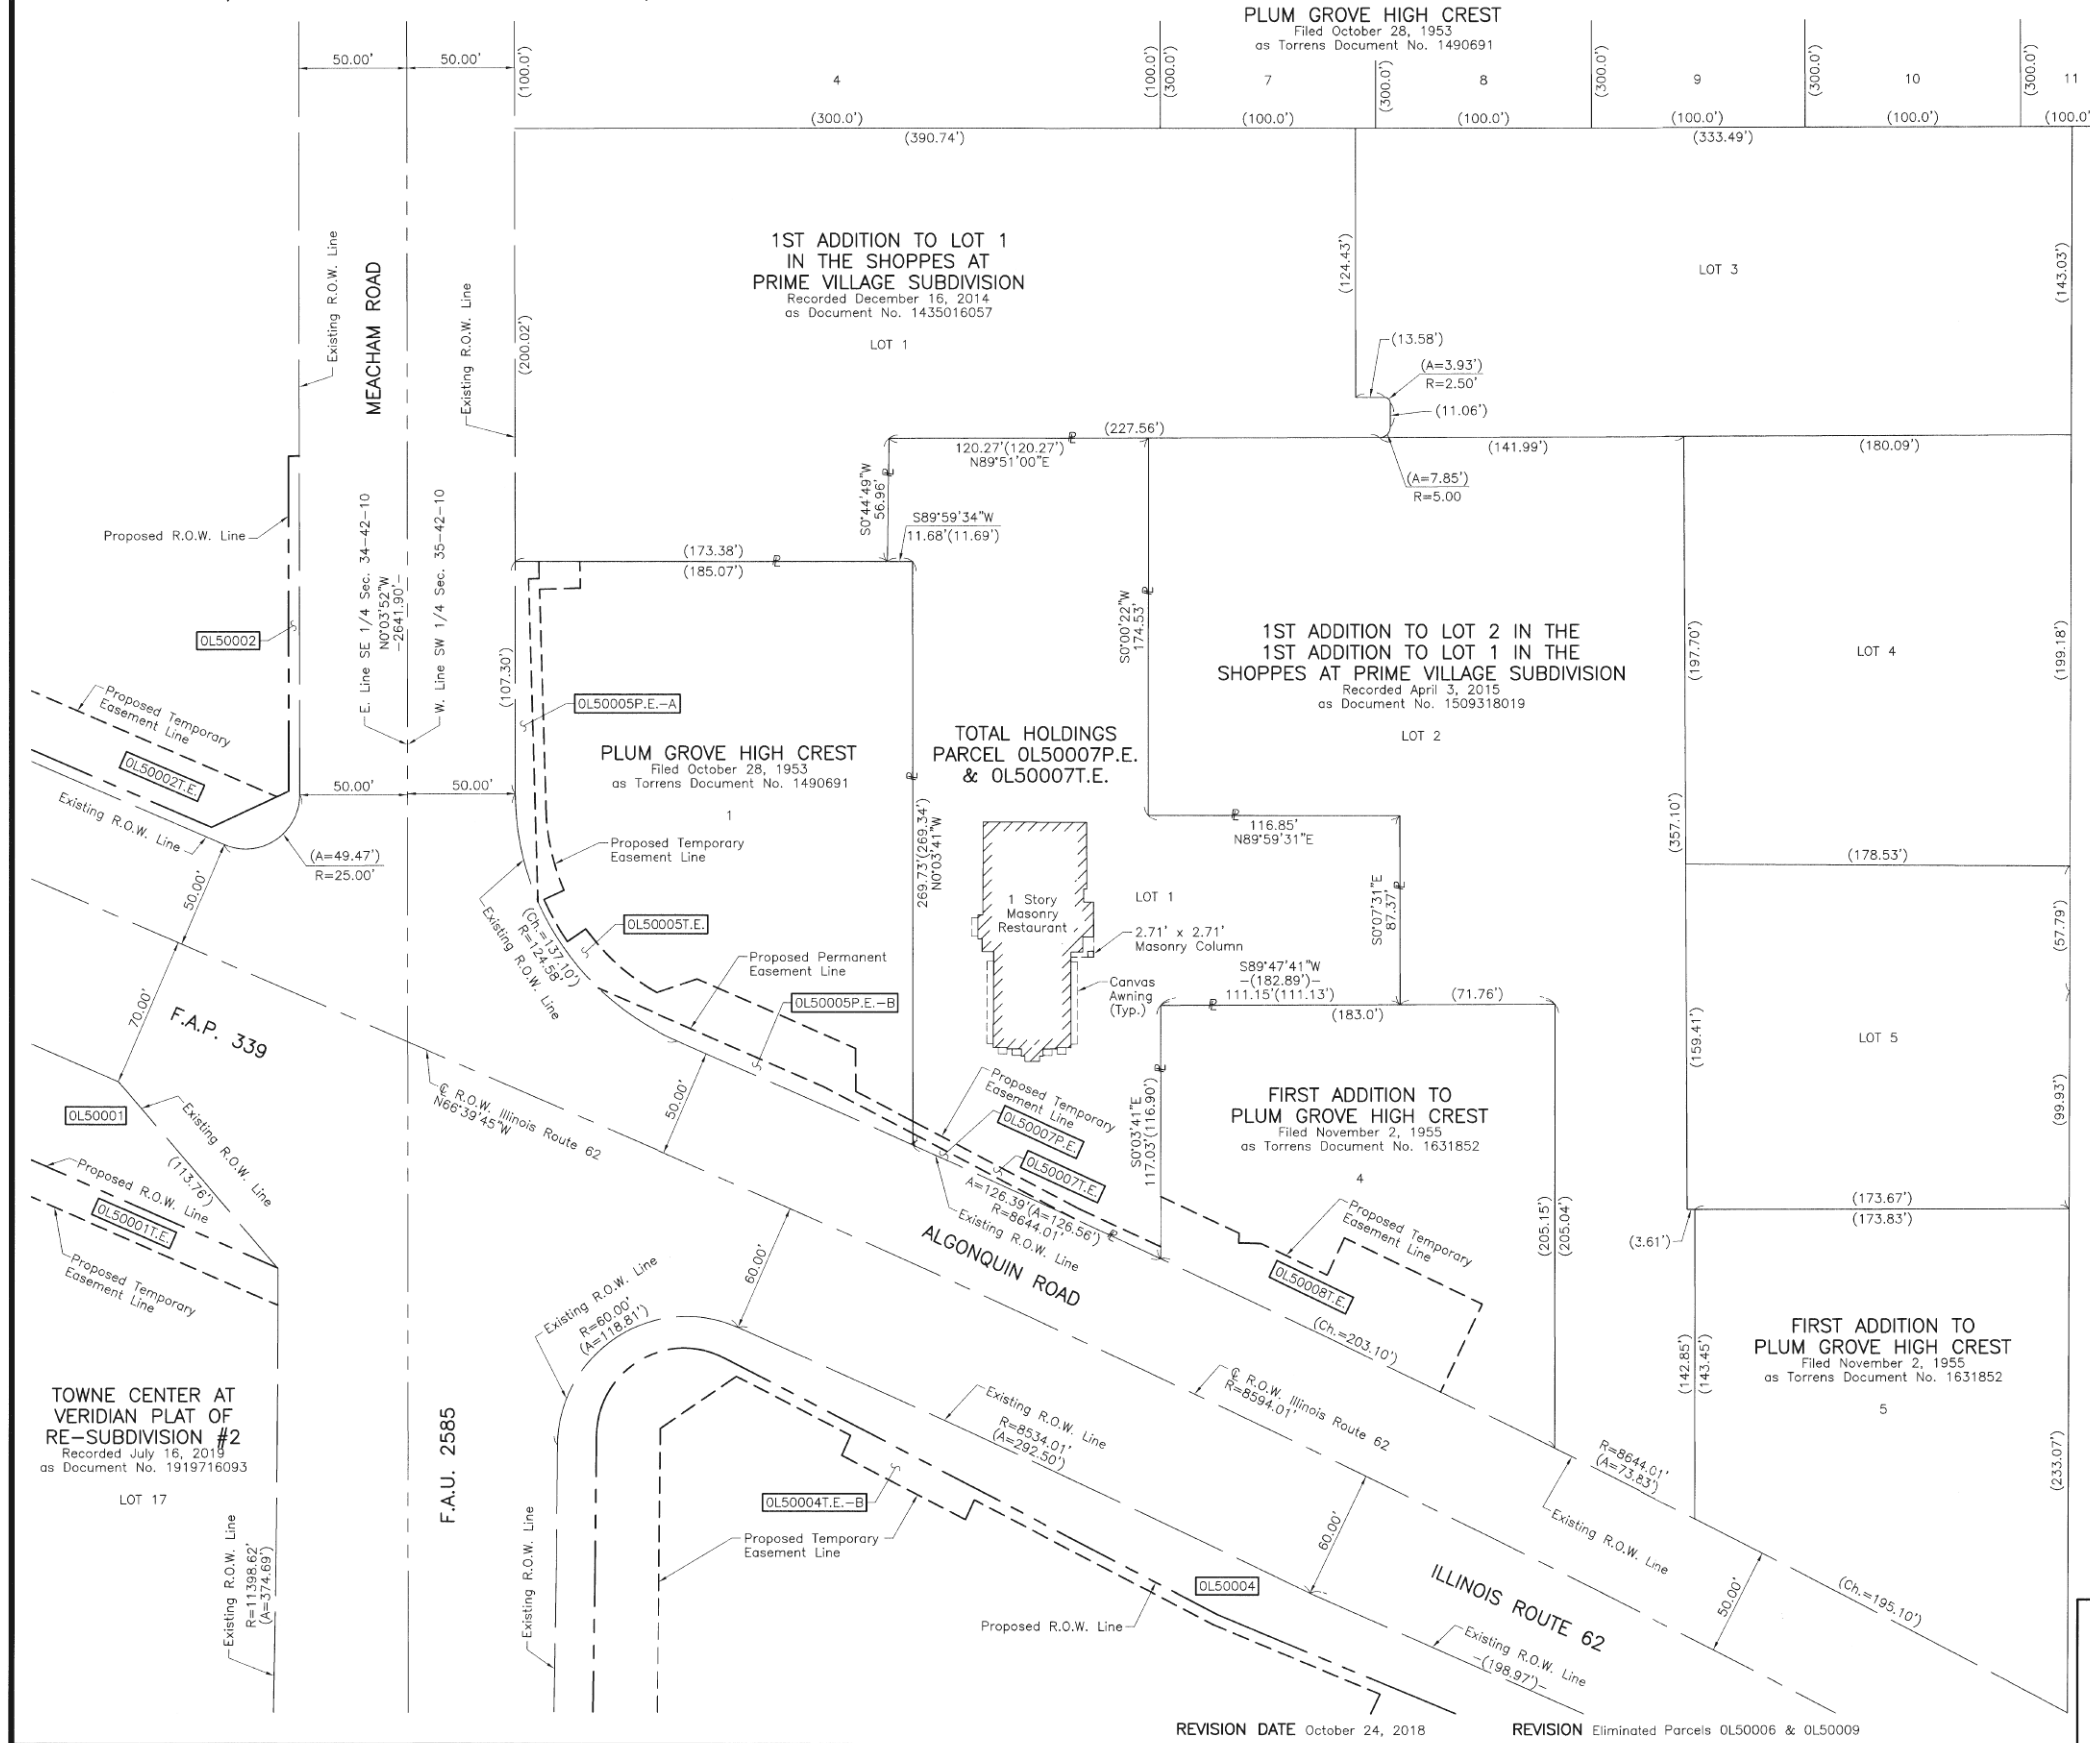 PLUM GROVE HIGH CREST
Filed October 28, 1953
as Torrens Document No. 1490691
50.00'
50.00'
(100.0')
4
(100.0')
(300.0')
7
(300.0')
8
(300.0')
9
(300.0')
10
(300.0')
11
(300.0')
(100.0')
(100.0')
(100.0')
(100.0')
(100.0')
(390.74')
(333.49')
Existing R.O.W. Line
MEACHAM ROAD
Existing R.O.W. Line
(200.02')
1ST ADDITION TO LOT 1
IN THE SHOPPES AT
PRIME VILLAGE SUBDIVISION
Recorded December 16, 2014
as Document No. 1435016057
LOT 1
(124.43')
LOT 3
(143.03')
(13.58')
(A=3.93')
R=2.50'
(11.06')
(227.56')
120.27'(120.27')
N89°51'00"E
(141.99')
(180.09')
(A=7.85')
R=5.00
S0°44'49"W
56.96'
S89°59'34"W
11.68'(11.69')
(173.38')
(185.07')
Proposed R.O.W. Line
E. Line SE 1/4 Sec. 34-42-10
N0°03'52"W
-2641.90'-
W. Line SW 1/4 Sec. 35-42-10
0L50002
(107.30')
S0°00'22"W
174.53'
1ST ADDITION TO LOT 2 IN THE
1ST ADDITION TO LOT 1 IN THE
SHOPPES AT PRIME VILLAGE SUBDIVISION
Recorded April 3, 2015
as Document No. 1509318019
LOT 2
(197.70')
LOT 4
(199.18')
Proposed Temporary
Easement Line
0L50002T.E.
Existing R.O.W. Line
50.00'
50.00'
(A=49.47')
R=25.00'
50.00'
0L50005P.E.-A
PLUM GROVE HIGH CREST
Filed October 28, 1953
as Torrens Document No. 1490691
1
Proposed Temporary
Easement Line
TOTAL HOLDINGS
PARCEL 0L50007P.E.
& 0L50007T.E.
269.73'(269.34')
N0°03'41"W
116.85'
N89°59'31"E
(357.10')
(178.53')
1 Story
Masonry
Restaurant
LOT 1
2.71' x 2.71'
Masonry Column
Canvas
Awning
(Typ.)
S0°07'31"E
87.37'
S89°47'41"W
-(182.89')-
111.15'(111.13')
(71.76')
(183.0')
(57.79')
LOT 5
(159.41')
(99.93')
(Ch.=137.10')
R=124.58'
Existing R.O.W. Line
0L50005T.E.
Proposed Permanent
Easement Line
0L50005P.E.-B
70.00'
F.A.P. 339
50.00'
℄ R.O.W. Illinois Route 62
N66°39'45"W
0L50001
Existing R.O.W. Line
(113.76')
Proposed R.O.W. Line
0L50001T.E.
Proposed Temporary
Easement Line
Proposed Temporary
Easement Line
0L50007P.E.
0L50007T.E.
A=126.39'(A=126.56')
R=8644.01'
Existing R.O.W. Line
S0°03'41"E
117.03'(116.90')
FIRST ADDITION TO
PLUM GROVE HIGH CREST
Filed November 2, 1955
as Torrens Document No. 1631852
4
Proposed Temporary
Easement Line
0L50008T.E.
(205.15')
(205.04')
(173.67')
(173.83')
(3.61')
ALGONQUIN ROAD
60.00'
Existing R.O.W. Line
R=60.00'
(A=118.81')
(Ch.=203.10')
℄ R.O.W. Illinois Route 62
R=8594.01'
Existing R.O.W. Line
R=8534.01'
(A=292.50')
(142.85')
(143.45')
FIRST ADDITION TO
PLUM GROVE HIGH CREST
Filed November 2, 1955
as Torrens Document No. 1631852
5
(233.07')
R=8644.01'
(A=73.83')
Existing R.O.W. Line
TOWNE CENTER AT
VERIDIAN PLAT OF
RE-SUBDIVISION #2
Recorded July 16, 2019
as Document No. 1919716093
LOT 17
F.A.U. 2585
Existing R.O.W. Line
R=11398.62'
(A=374.69')
Existing R.O.W. Line
0L50004T.E.-B
Proposed Temporary
Easement Line
60.00'
0L50004
Proposed R.O.W. Line
ILLINOIS ROUTE 62
50.00'
(Ch.=195.10')
Existing R.O.W. Line
-(198.97')-
REVISION DATE October 24, 2018
REVISION Eliminated Parcels 0L50006 & 0L50009